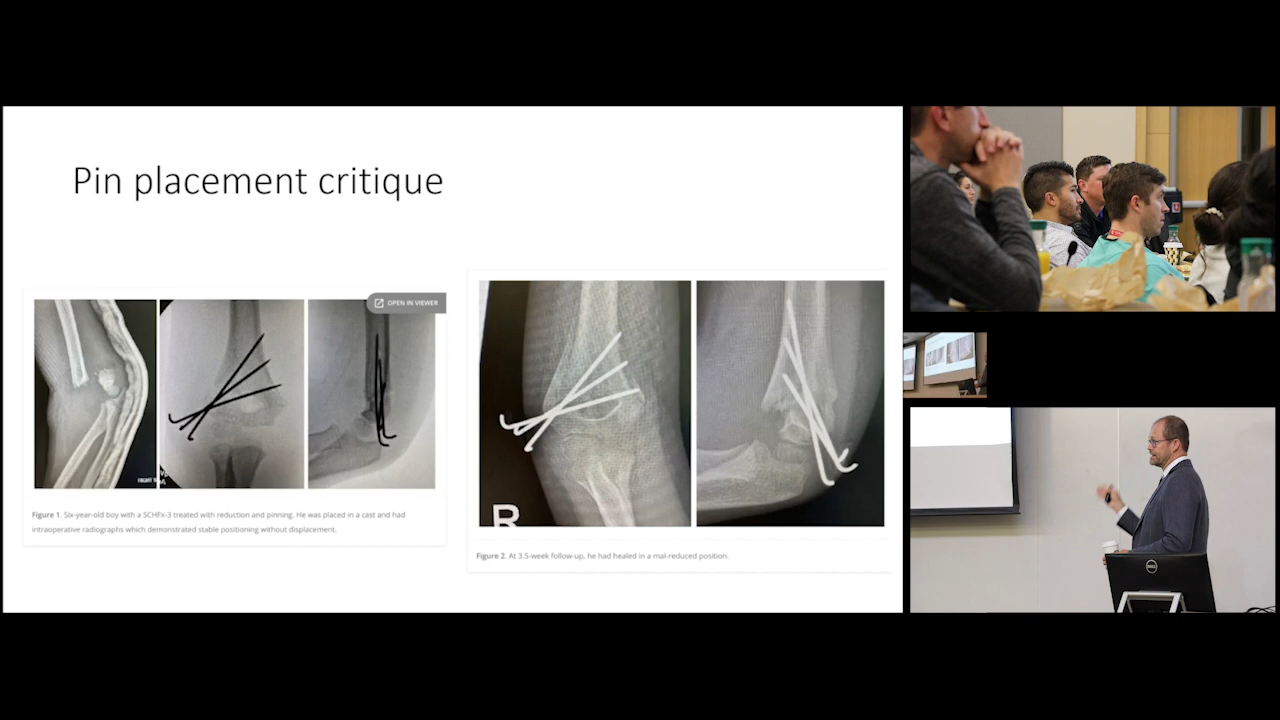 Pin placement critique
OPEN IN VIEWER
RIGHT
Figure 1. Six-year-old boy with a SCHFx-3 treated with reduction and pinning. He was placed in a cast and had
intraoperative radiographs which demonstrated stable positioning without displacement.
R
Figure 2. At 3.5-week follow-up, he had healed in a mal-reduced position.
DELL